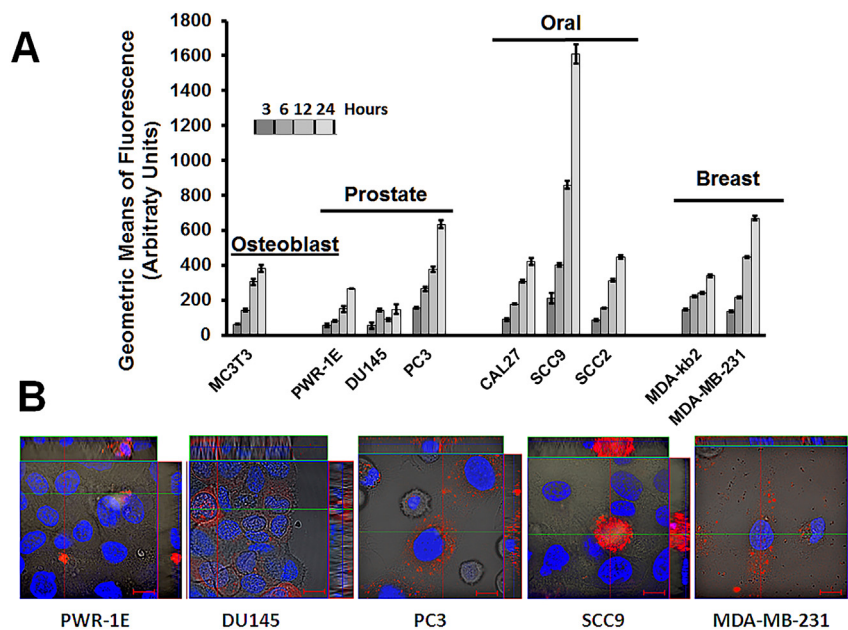 A
Geometric Means of Fluorescence
(Arbitraty Units)
1800
1600
1400
1200
1000
800
600
400
200
0
3 6 12 24 Hours
Osteoblast
Prostate
Oral
Breast
MC3T3
PWR-1E
DU145
PC3
CAL27
SCC9
SCC2
MDA-kb2
MDA-MB-231
B
PWR-1E
DU145
PC3
SCC9
MDA-MB-231